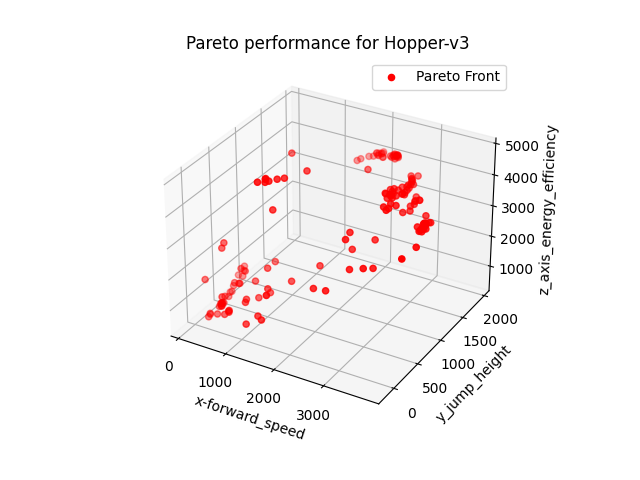 Pareto performance for Hopper-v3
Pareto Front
5000
4000
3000
2000
1000
z_axis_energy_efficiency
2000
1500
1000
500
0
y_jump_height
0
1000
2000
3000
x-forward_speed